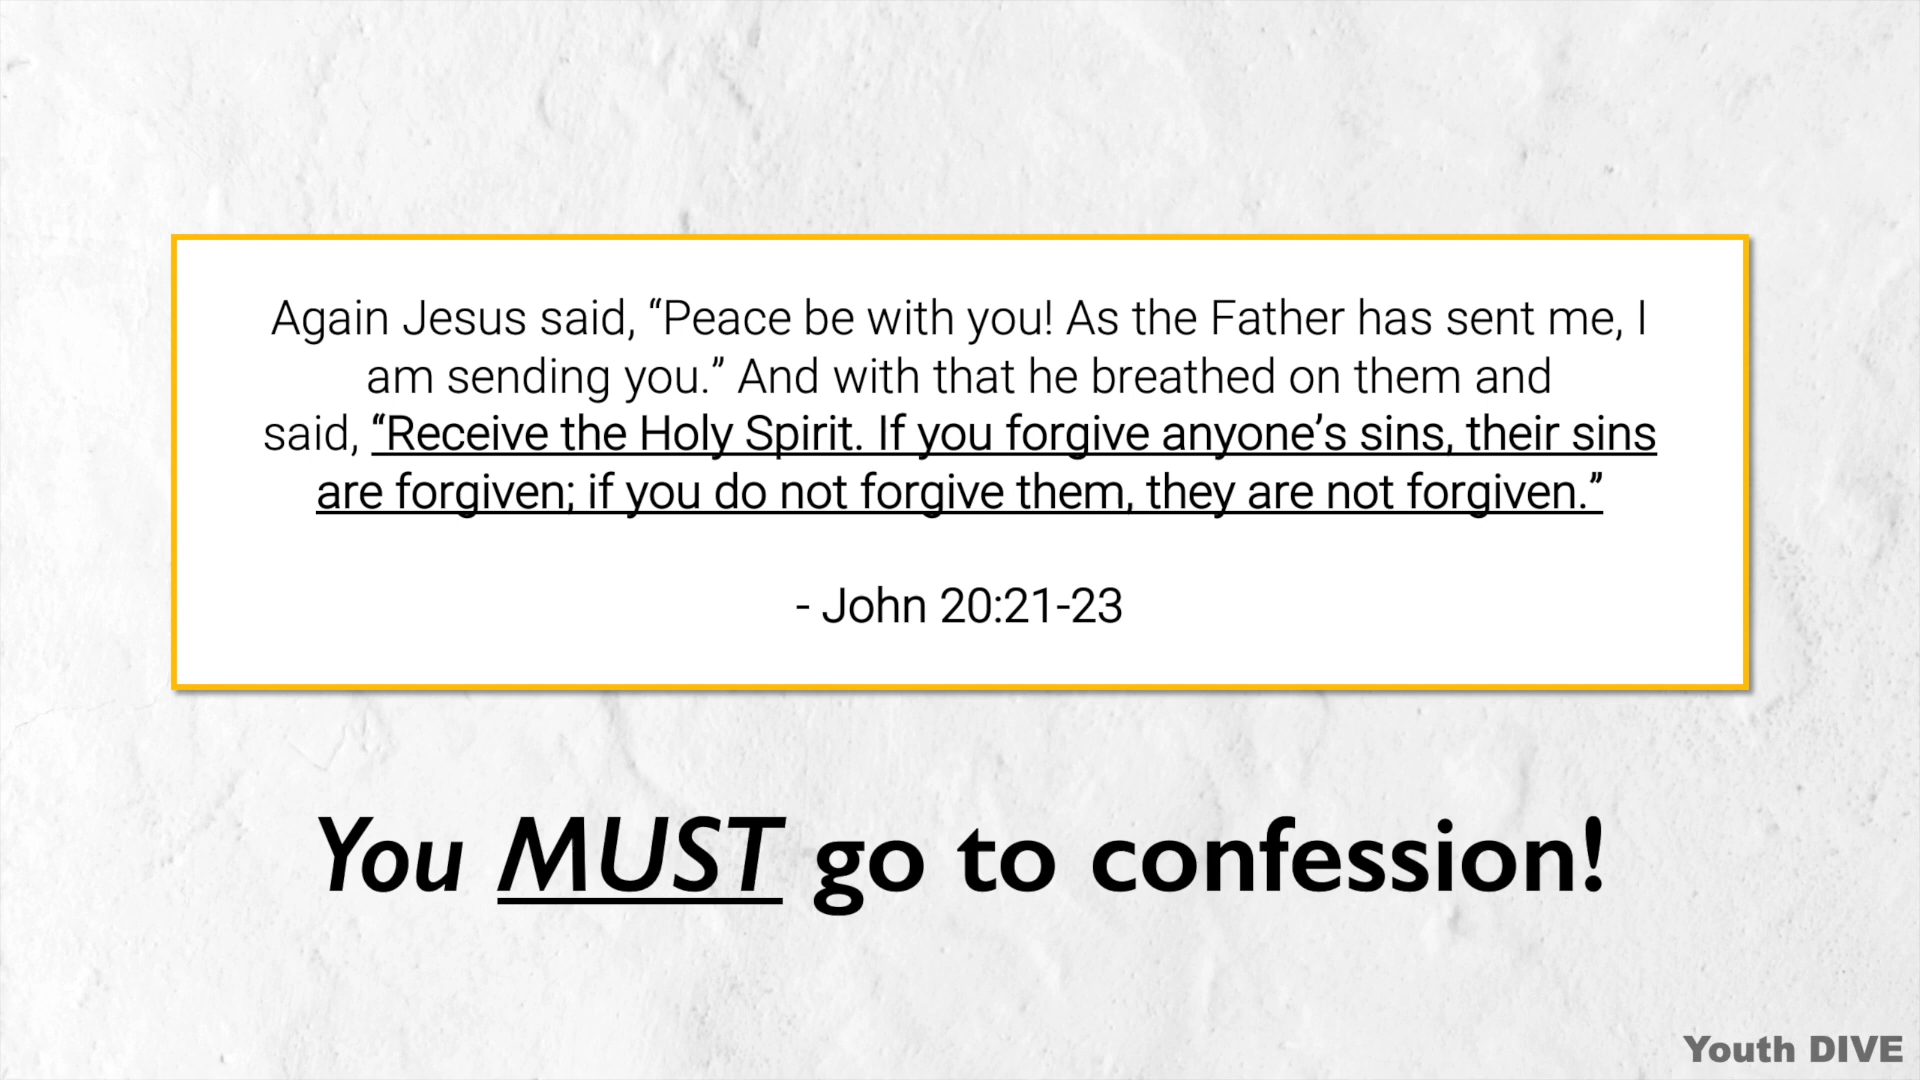 Again Jesus said, “Peace be with you! As the Father has sent me, I
am sending you.” And with that he breathed on them and
said, “Receive the Holy Spirit. If you forgive anyone’s sins, their sins
are forgiven; if you do not forgive them, they are not forgiven.”
- John 20:21-23
You MUST go to confession!
Youth DIVE